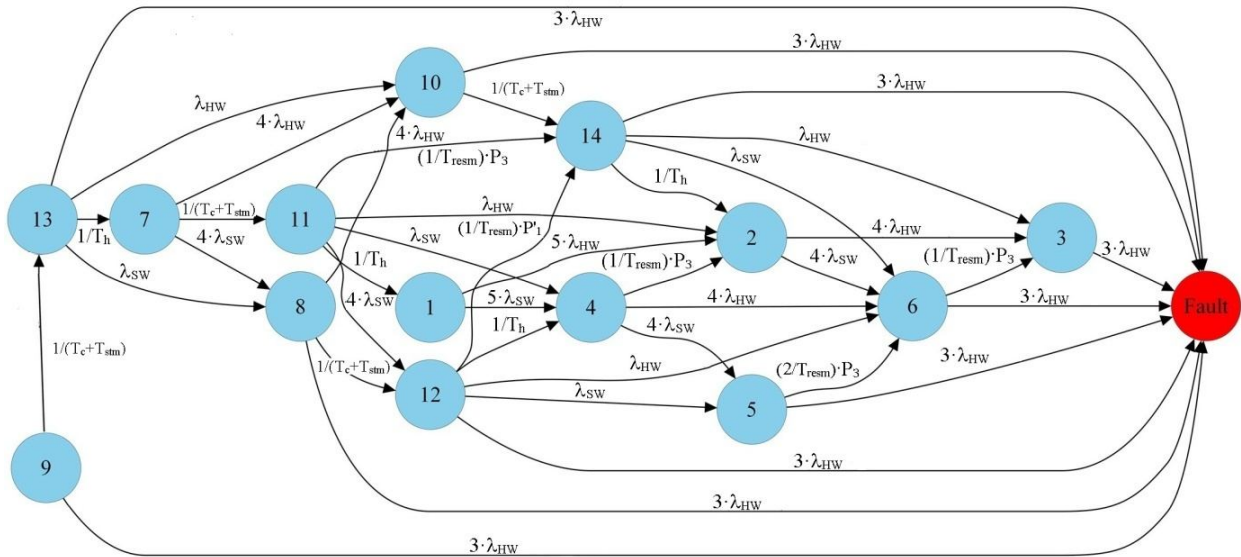 3·λHW
10
3·λHW
1/(Tc+Tstm)
λHW
14
3·λHW
4·λHW
4·λHW
(1/Tresm)·P3
λHW
λSW
1/Th
13
1/Th
7
1/(Tc+Tstm)
11
λHW
(1/Tresm)·P'1
λSW
5·λHW
2
4·λHW
3
4·λSW
λSW
1/Th
(1/Tresm)·P3
4·λSW
(1/Tresm)·P3
3·λHW
8
4·λSW
1
5·λSW
4
4·λHW
6
3·λHW
Fault
1/Th
4·λSW
1/(Tc+Tstm)
1/(Tc+Tstm)
12
λHW
λSW
(2/Tresm)·P3
5
3·λHW
9
3·λHW
3·λHW
3·λHW